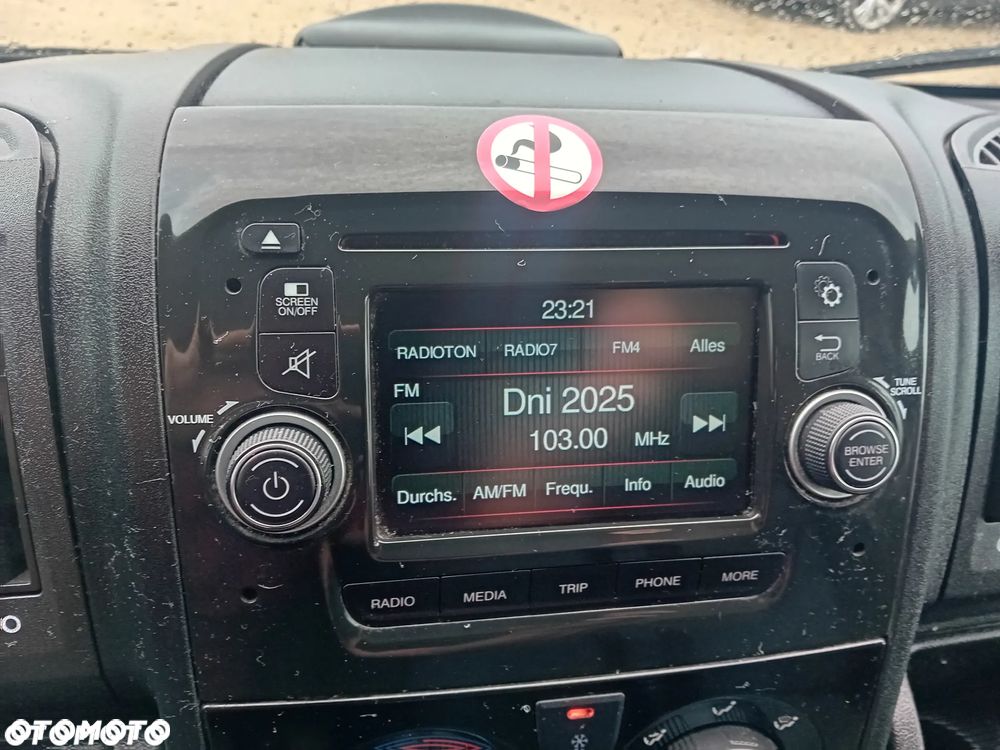 SCREEN
ON/OFF
23:21
RADIOTON RADIO7 FM4 Alles
BACK
FM
Dni 2025
TUNE
SCROLL
VOLUME
103.00 MHz
BROWSE
ENTER
Durchs. AM/FM Frequ. Info Audio
RADIO MEDIA TRIP PHONE MORE
OTOMOTO